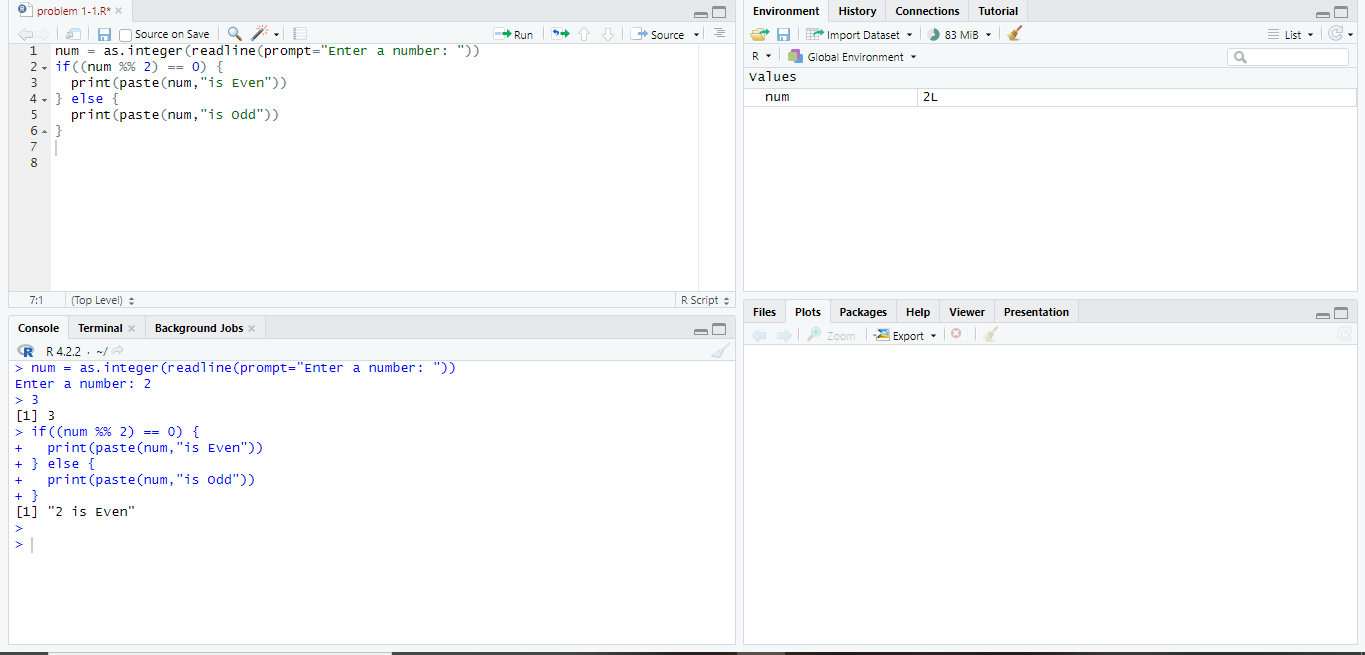 problem 1-1.R*
Source on Save Run Source
1 num = as.integer(readline(prompt="Enter a number: "))
2 if((num %% 2) == 0) {
3   print(paste(num,"is Even"))
4 } else {
5   print(paste(num,"is Odd"))
6 }
7
8
7:1 (Top Level) R Script
Console Terminal Background Jobs
R R 4.2.2 · ~/
> num = as.integer(readline(prompt="Enter a number: "))
Enter a number: 2
> 3
[1] 3
> if((num %% 2) == 0) {
+   print(paste(num,"is Even"))
+ } else {
+   print(paste(num,"is Odd"))
+ }
[1] "2 is Even"
>
>
Environment History Connections Tutorial
Import Dataset 83 MiB List
R Global Environment
Values
num 2L
Files Plots Packages Help Viewer Presentation
Zoom Export